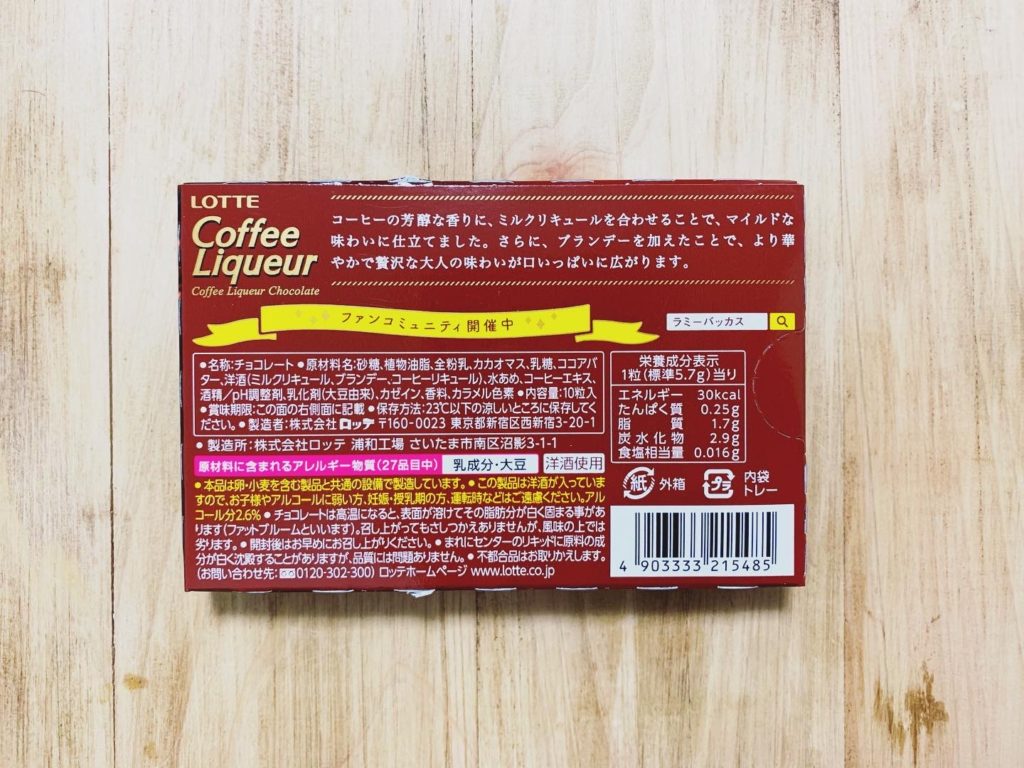 LOTTE
Coffee
Liqueur
Coffee Liqueur Chocolate
コーヒーの芳醇な香りに、ミルクリキュールを合わせることで、マイルドな
味わいに仕立てました。さらに、ブランデーを加えたことで、より華
やかで贅沢な大人の味わいが口いっぱいに広がります。
ファンコミュニティ開催中
ラミーバッカス
●名称:チョコレート ●原材料名:砂糖、植物油脂、全粉乳、カカオマス、乳糖、ココアバ
ター、洋酒(ミルクリキュール、ブランデー、コーヒーリキュール)、水あめ、コーヒーエキス、
酒精/pH調整剤、乳化剤(大豆由来)、カゼイン、香料、カラメル色素 ●内容量:10粒入
●賞味期限:この面の右側面に記載 ●保存方法:23℃以下の涼しいところに保存してく
ださい。 ●製造者:株式会社ロッテ 〒160-0023 東京都新宿区西新宿3-20-1
●製造所:株式会社ロッテ 浦和工場 さいたま市南区沼影3-1-1
原材料に含まれるアレルギー物質(27品目中) 乳成分・大豆 洋酒使用
●本品は卵・小麦を含む製品と共通の設備で製造しています。 ●この製品は洋酒が入っていま
すので、お子様やアルコールに弱い方、妊娠・授乳期の方、運転時などはご遠慮ください。アル
コール分2.6% ●チョコレートは高温になると、表面が溶けてその脂肪分が白く固まる事があ
ります(ファットブルームといいます)。召し上がってもさしつかえありませんが、風味の上では
劣ります。 ●開封後はお早めにお召し上がりください。 ●まれにセンターのリキッドに原料の成
分が白く沈殿することがありますが、品質には問題ありません。 ●不都合品はお取りかえします。
(お問い合わせ先:0120-302-300) ロッテホームページ www.lotte.co.jp
栄養成分表示
1粒(標準5.7g)当り
エネルギー 30kcal
たんぱく質 0.25g
脂質 1.7g
炭水化物 2.9g
食塩相当量 0.016g
紙 外箱
プラ 内袋
トレー
4 903333 215485